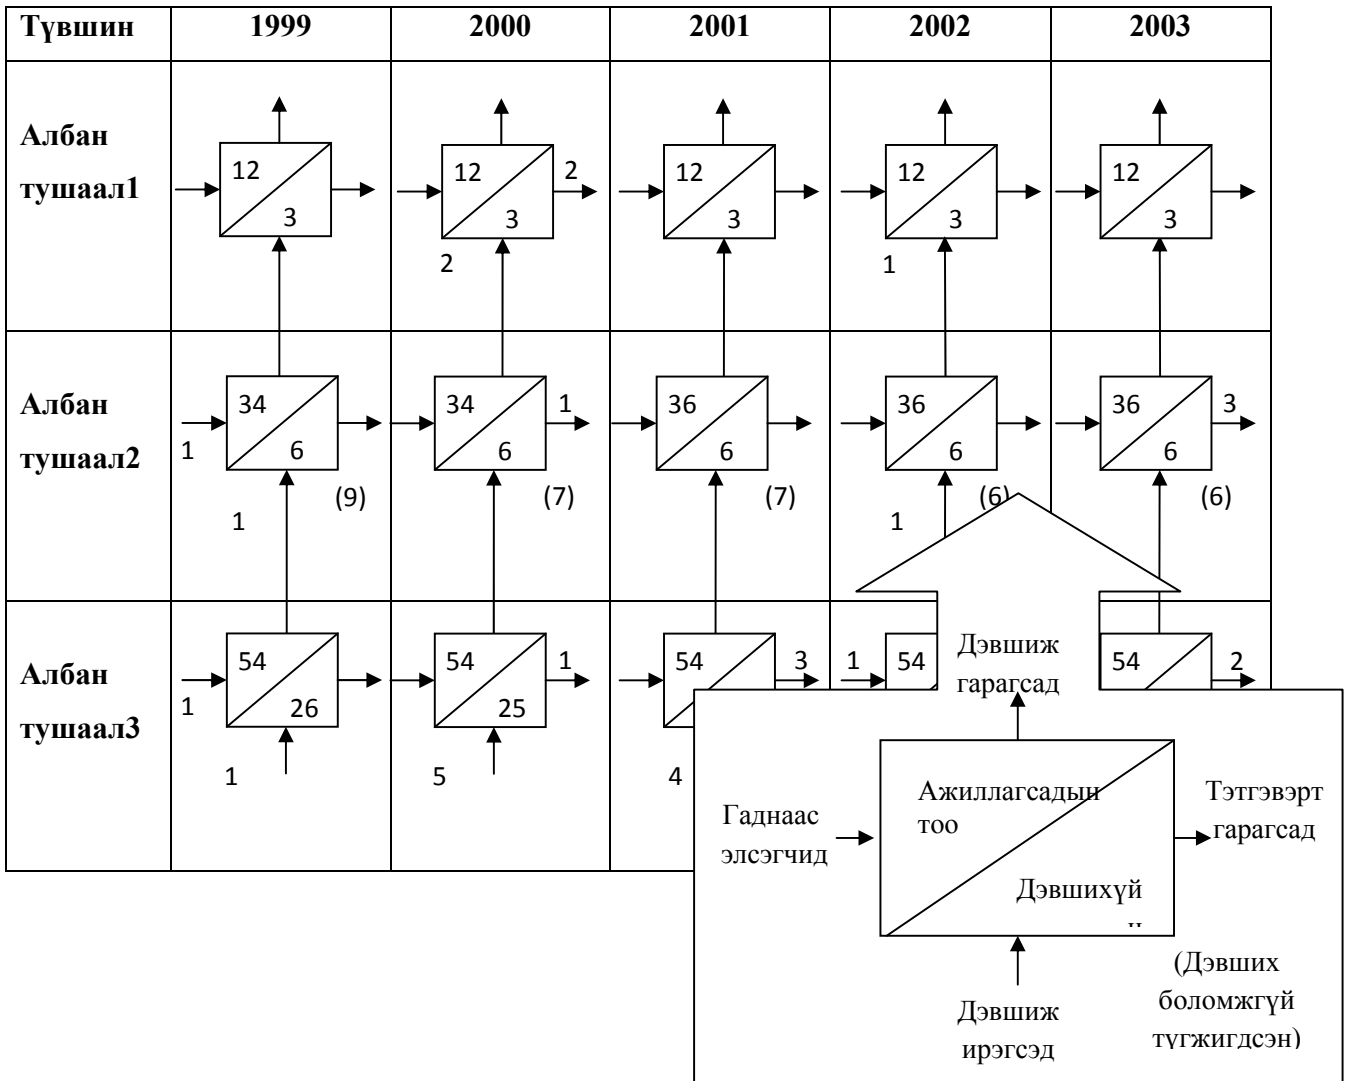 Түвшин 1999 2000 2001 2002 2003
Албан
тушаал1
12 12 2 12 12 12
3 3 3 3 3
2 1
Албан
тушаал2
34 34 1 36 36 36 3
1 6 6 6 6 6
(9) (7) (7) (6) (6)
1 1
Албан
тушаал3
54 54 1 54 3 1 54 54 2
1 26 25
1 5 4
Дэвшиж
гарагсад
Ажиллагсадын
тоо
Гаднаас
элсэгчид
Тэтгэвэрт
гарагсад
Дэвшихүй
(Дэвших
боломжгүй
түгжигдсэн)
Дэвшиж
ирэгсэд